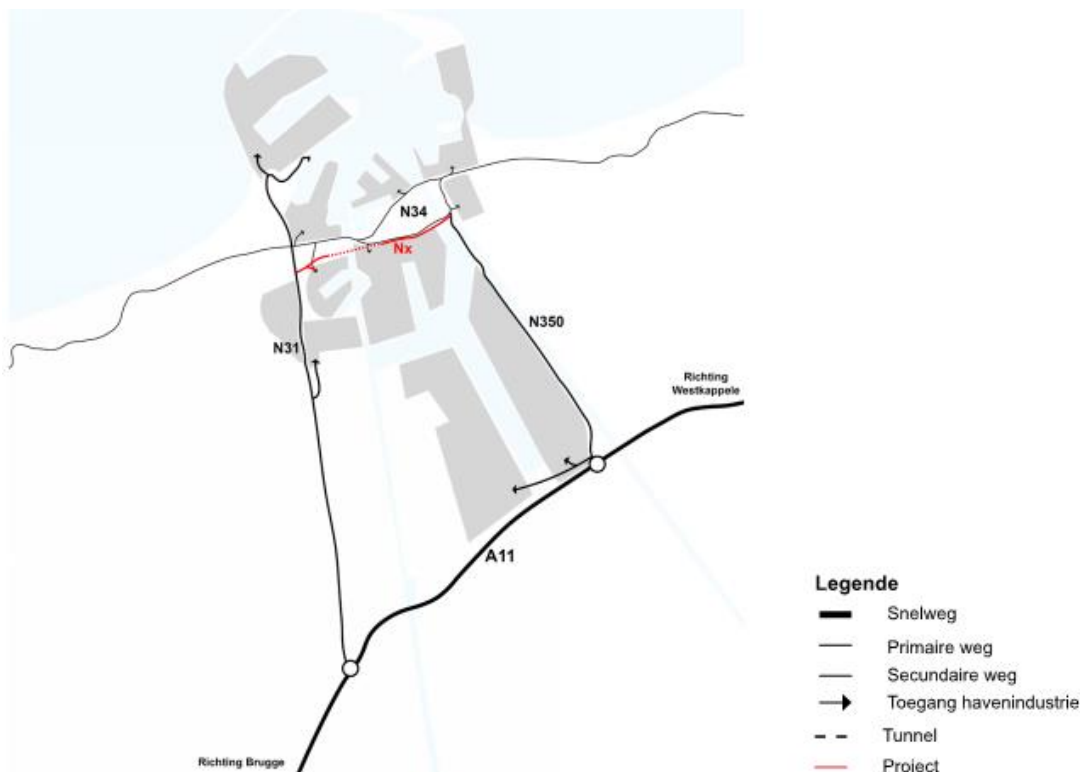 N34
Nx
N31
N350
Richting
Westkappele
A11
Richting Brugge
Legende
Snelweg
Primaire weg
Secundaire weg
Toegang havenindustrie
Tunnel
Project